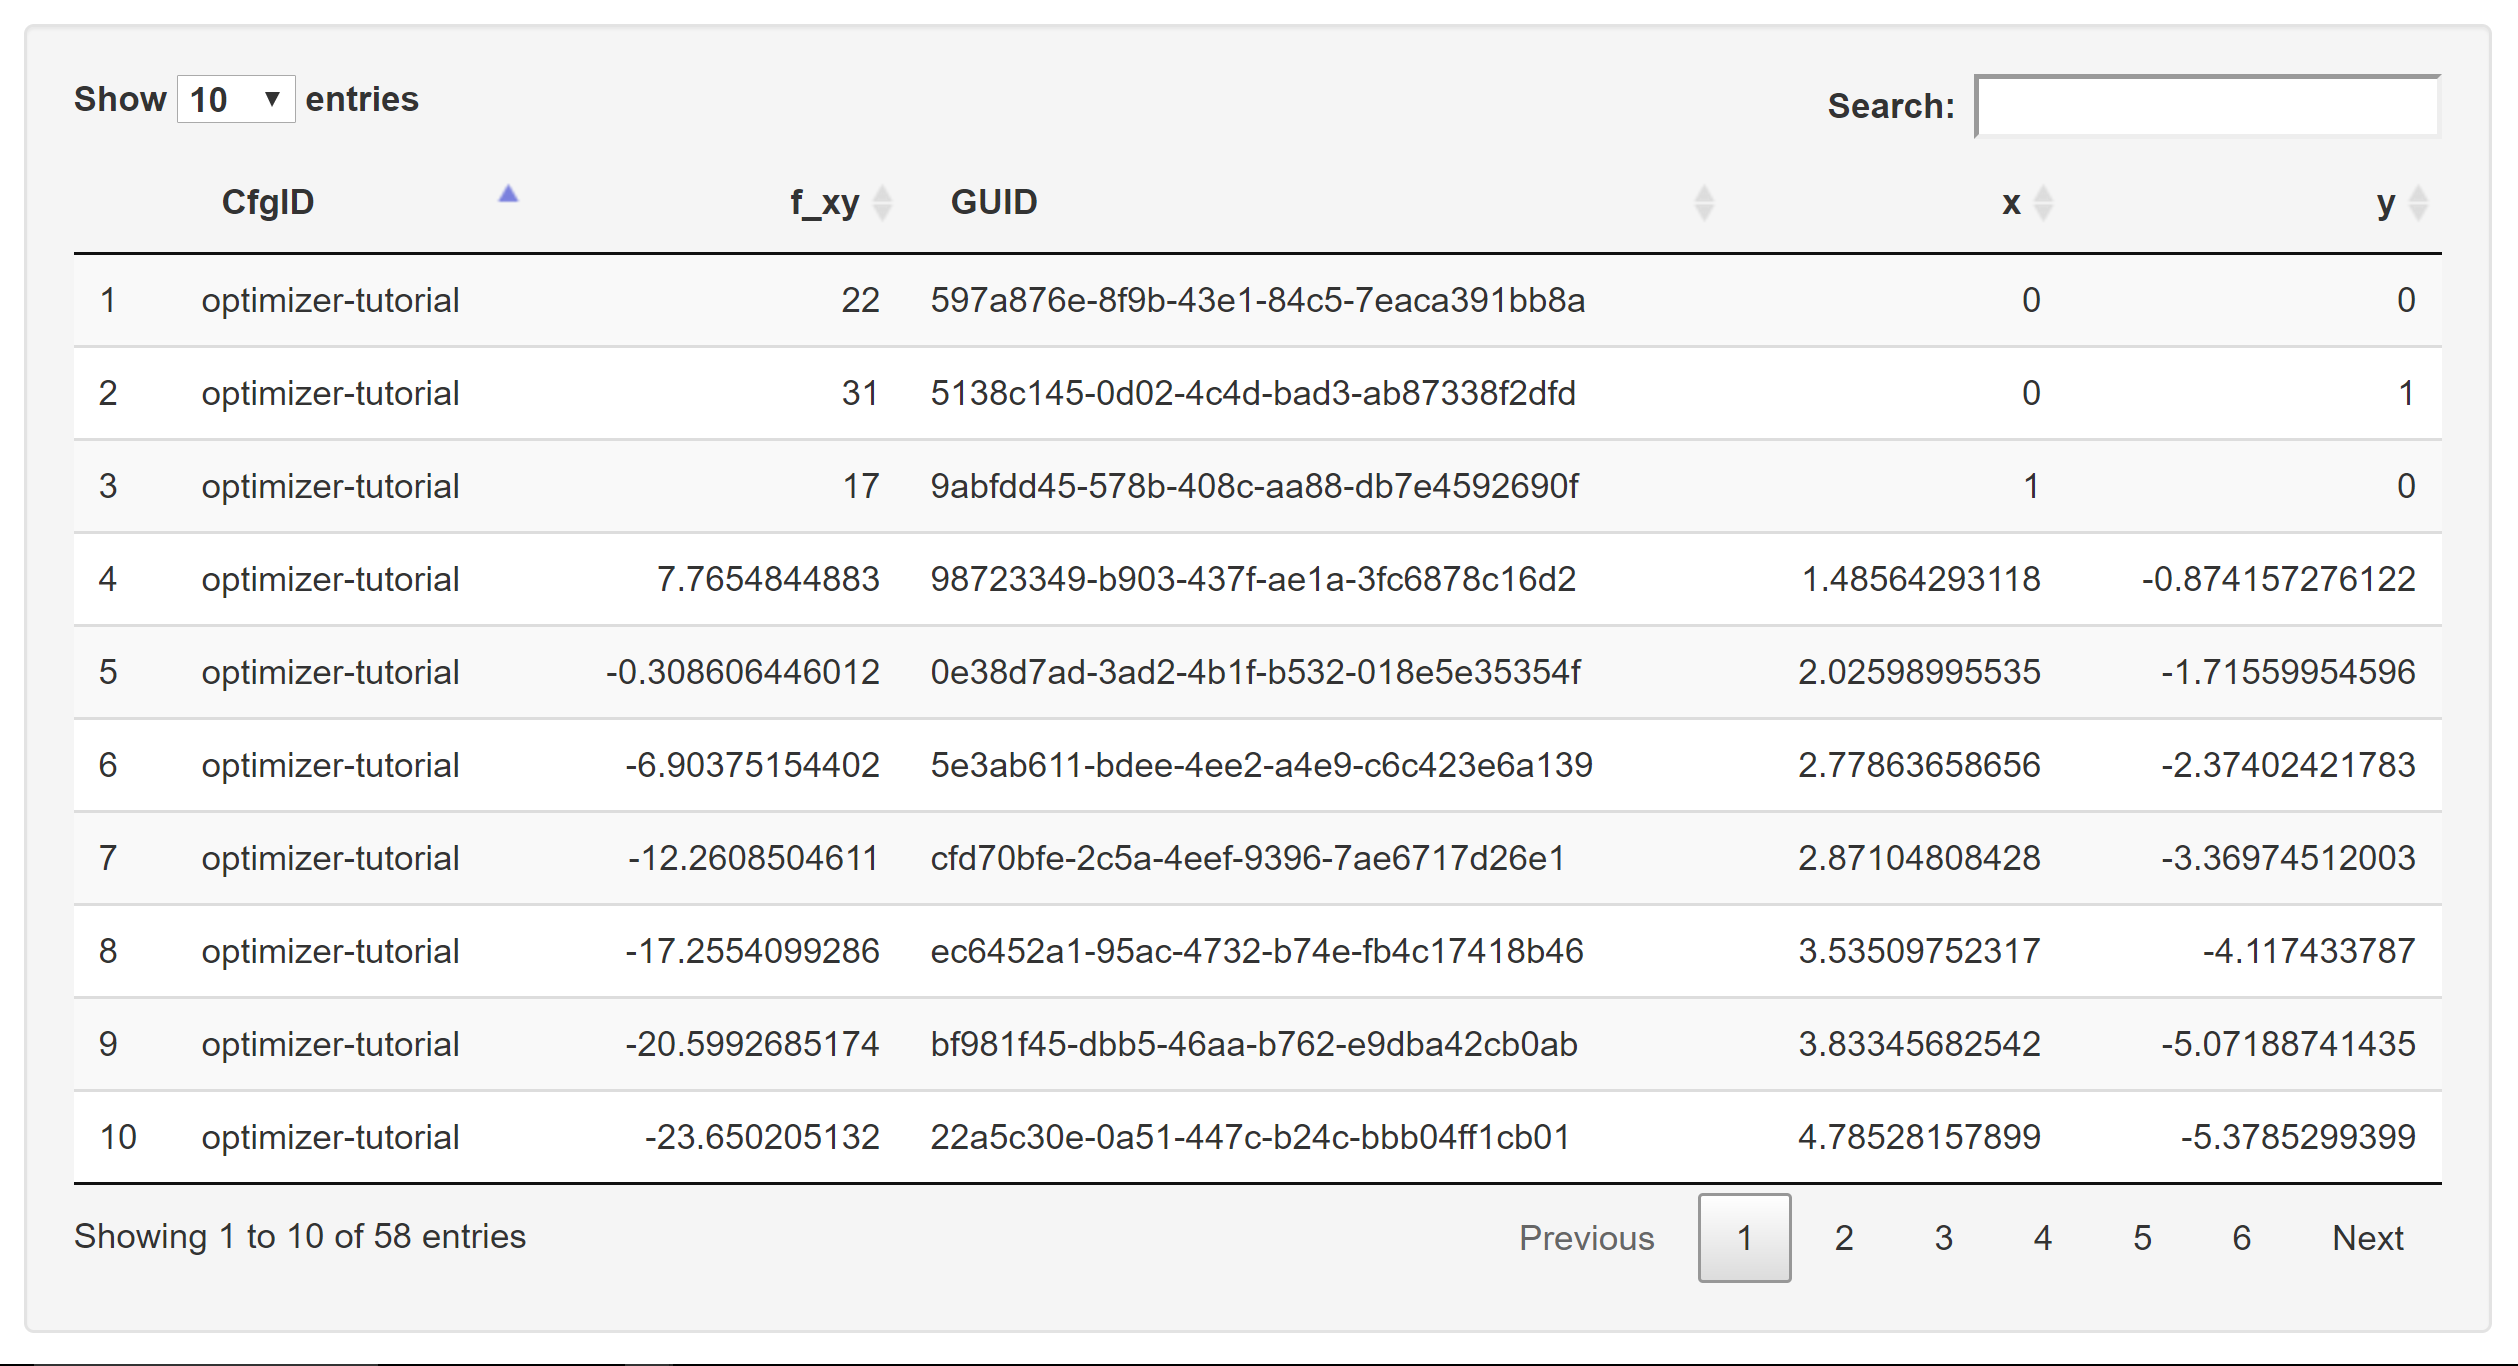 Show 10 entries Search:
CfgID f_xy GUID x y
1 optimizer-tutorial 22 597a876e-8f9b-43e1-84c5-7eaca391bb8a 0 0
2 optimizer-tutorial 31 5138c145-0d02-4c4d-bad3-ab87338f2dfd 0 1
3 optimizer-tutorial 17 9abfdd45-578b-408c-aa88-db7e4592690f 1 0
4 optimizer-tutorial 7.7654844883 98723349-b903-437f-ae1a-3fc6878c16d2 1.48564293118 -0.874157276122
5 optimizer-tutorial -0.308606446012 0e38d7ad-3ad2-4b1f-b532-018e5e35354f 2.02598995535 -1.71559954596
6 optimizer-tutorial -6.90375154402 5e3ab611-bdee-4ee2-a4e9-c6c423e6a139 2.77863658656 -2.37402421783
7 optimizer-tutorial -12.2608504611 cfd70bfe-2c5a-4eef-9396-7ae6717d26e1 2.87104808428 -3.36974512003
8 optimizer-tutorial -17.2554099286 ec6452a1-95ac-4732-b74e-fb4c17418b46 3.53509752317 -4.117433787
9 optimizer-tutorial -20.5992685174 bf981f45-dbb5-46aa-b762-e9dba42cb0ab 3.83345682542 -5.07188741435
10 optimizer-tutorial -23.650205132 22a5c30e-0a51-447c-b24c-bbb04ff1cb01 4.78528157899 -5.3785299399
Showing 1 to 10 of 58 entries Previous 1 2 3 4 5 6 Next